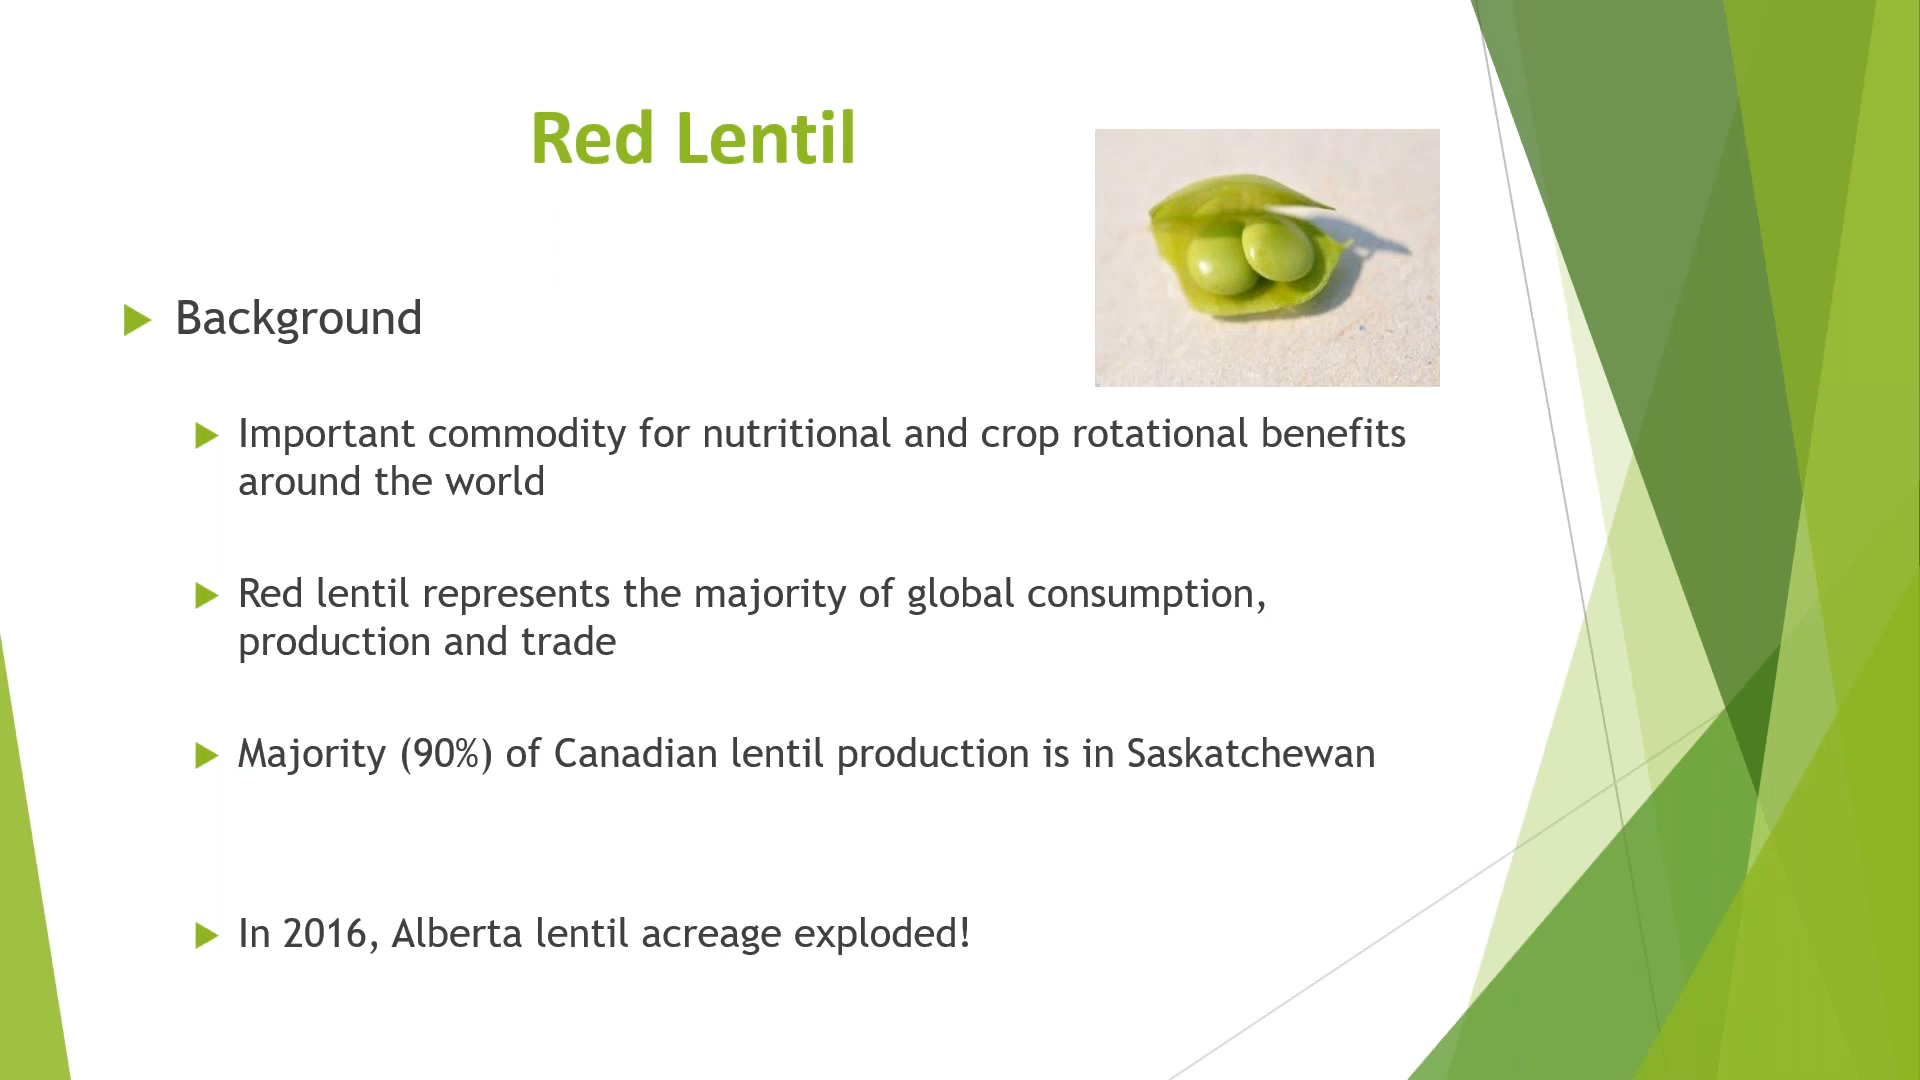 Red Lentil
Background
Important commodity for nutritional and crop rotational benefits
around the world
Red lentil represents the majority of global consumption,
production and trade
Majority (90%) of Canadian lentil production is in Saskatchewan
In 2016, Alberta lentil acreage exploded!